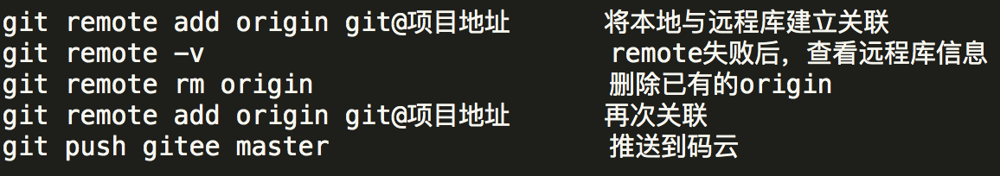 git remote add origin git@项目地址 将本地与远程库建立关联
git remote -v remote失败后，查看远程库信息
git remote rm origin 删除已有的origin
git remote add origin git@项目地址 再次关联
git push gitee master 推送到码云